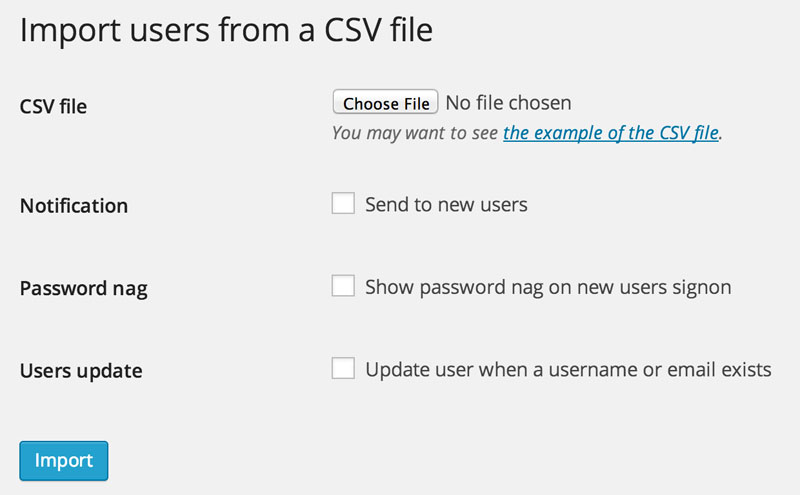 Import users from a CSV file
CSV file
Choose File No file chosen
You may want to see the example of the CSV file.
Notification
Send to new users
Password nag
Show password nag on new users signon
Users update
Update user when a username or email exists
Import